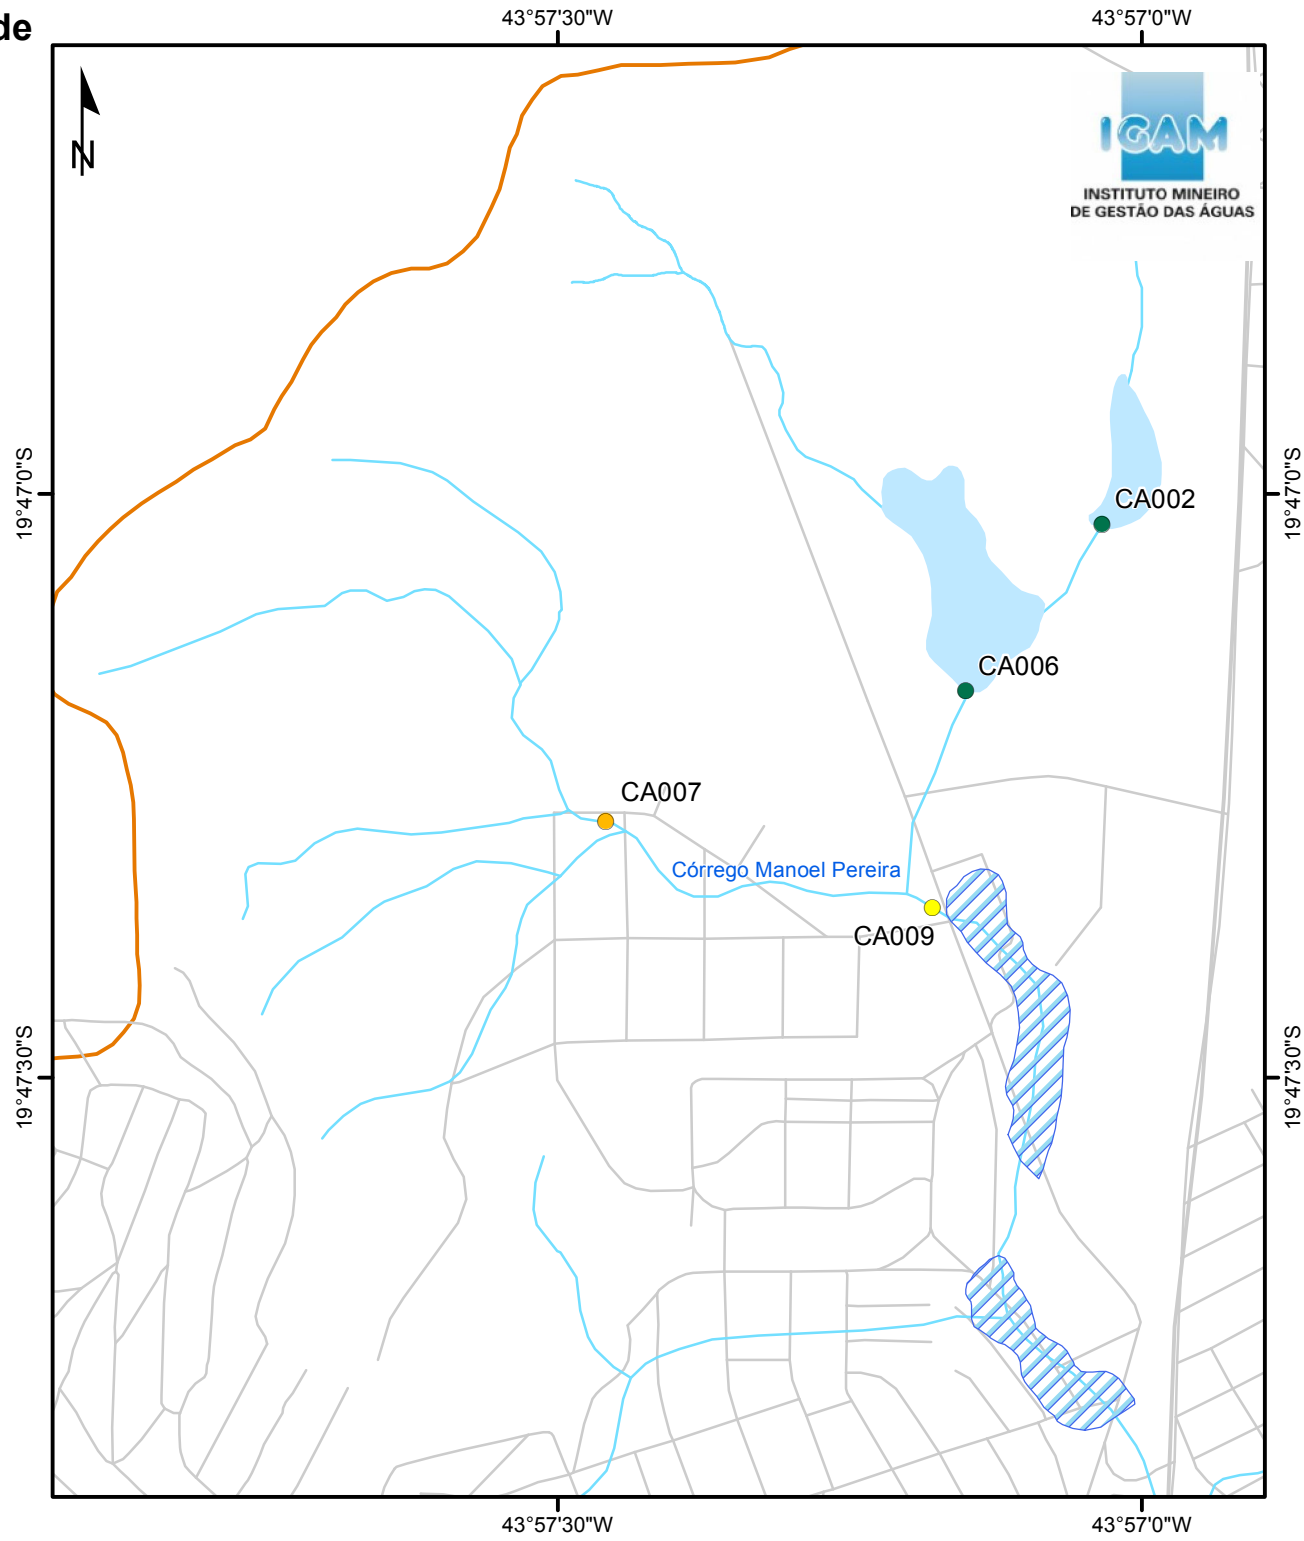 de
43°57'30"W
43°57'0"W
N
IGAM
INSTITUTO MINEIRO
DE GESTÃO DAS ÁGUAS
19°47'0"S
19°47'0"S
CA002
CA006
CA007
Córrego Manoel Pereira
CA009
19°47'30"S
19°47'30"S
43°57'30"W
43°57'0"W